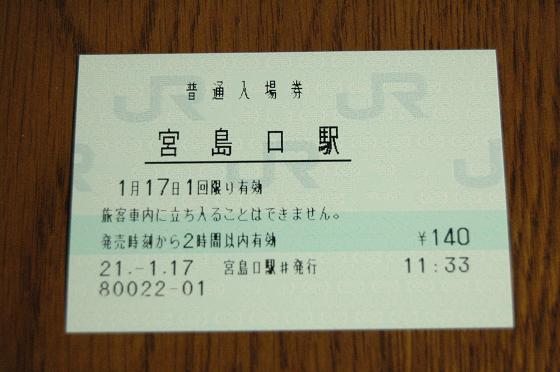 普通入場券
宮島口駅
1月17日1回限り有効
旅客車内に立ち入ることはできません。
発売時刻から2時間以内有効 ¥140
21.-1.17 宮島口駅#発行 11:33
80022-01